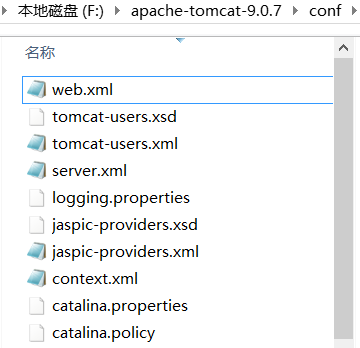 本地磁盘 (F:) apache-tomcat-9.0.7 conf
名称
web.xml
tomcat-users.xsd
tomcat-users.xml
server.xml
logging.properties
jaspic-providers.xsd
jaspic-providers.xml
context.xml
catalina.properties
catalina.policy